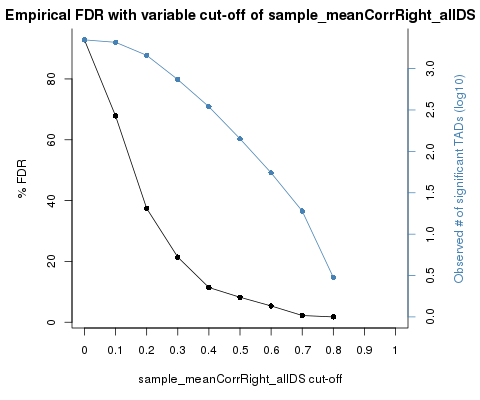 Empirical FDR with variable cut-off of sample_meanCorrRight_allDS
% FDR
80
60
40
20
0
3.0
2.5
2.0
1.5
1.0
0.5
0.0
Observed # of significant TADs (log10)
0 0.1 0.2 0.3 0.4 0.5 0.6 0.7 0.8 0.9 1
sample_meanCorrRight_allDS cut-off